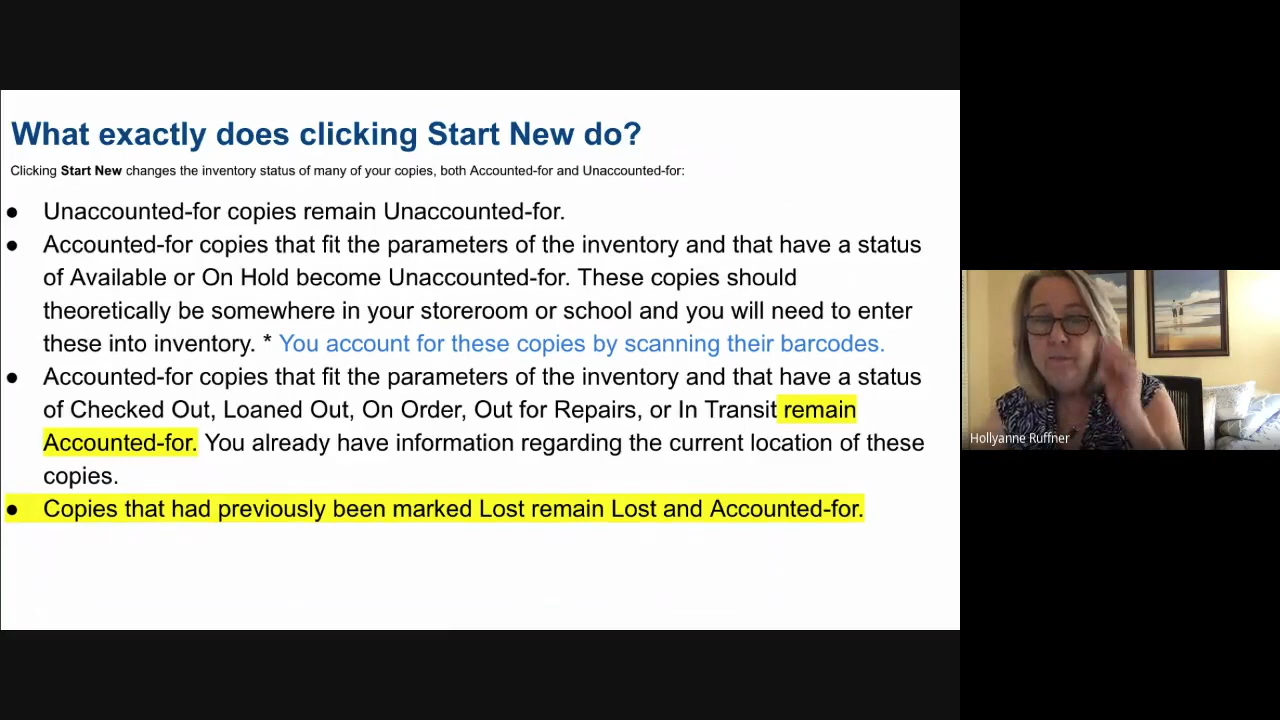 What exactly does clicking Start New do?
Clicking Start New changes the inventory status of many of your copies, both Accounted-for and Unaccounted-for:
● Unaccounted-for copies remain Unaccounted-for.
● Accounted-for copies that fit the parameters of the inventory and that have a status
of Available or On Hold become Unaccounted-for. These copies should
theoretically be somewhere in your storeroom or school and you will need to enter
these into inventory. * You account for these copies by scanning their barcodes.
● Accounted-for copies that fit the parameters of the inventory and that have a status
of Checked Out, Loaned Out, On Order, Out for Repairs, or In Transit remain
Accounted-for. You already have information regarding the current location of these
copies.
● Copies that had previously been marked Lost remain Lost and Accounted-for.
Hollyanne Ruffner